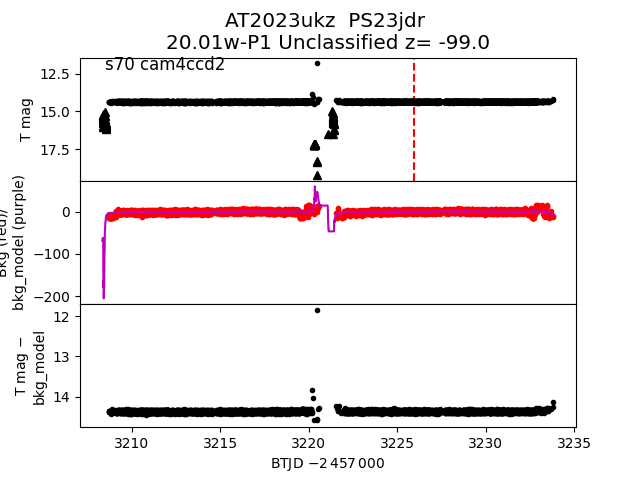 AT2023ukz PS23jdr
20.01w-P1 Unclassified z= -99.0
s70 cam4ccd2
12.5
15.0
17.5
T mag
0
−100
−200
Bkg (red)/
bkg_model (purple)
12
13
14
T mag −
bkg_model
3210
3215
3220
3225
3230
3235
BTJD −2 457 000